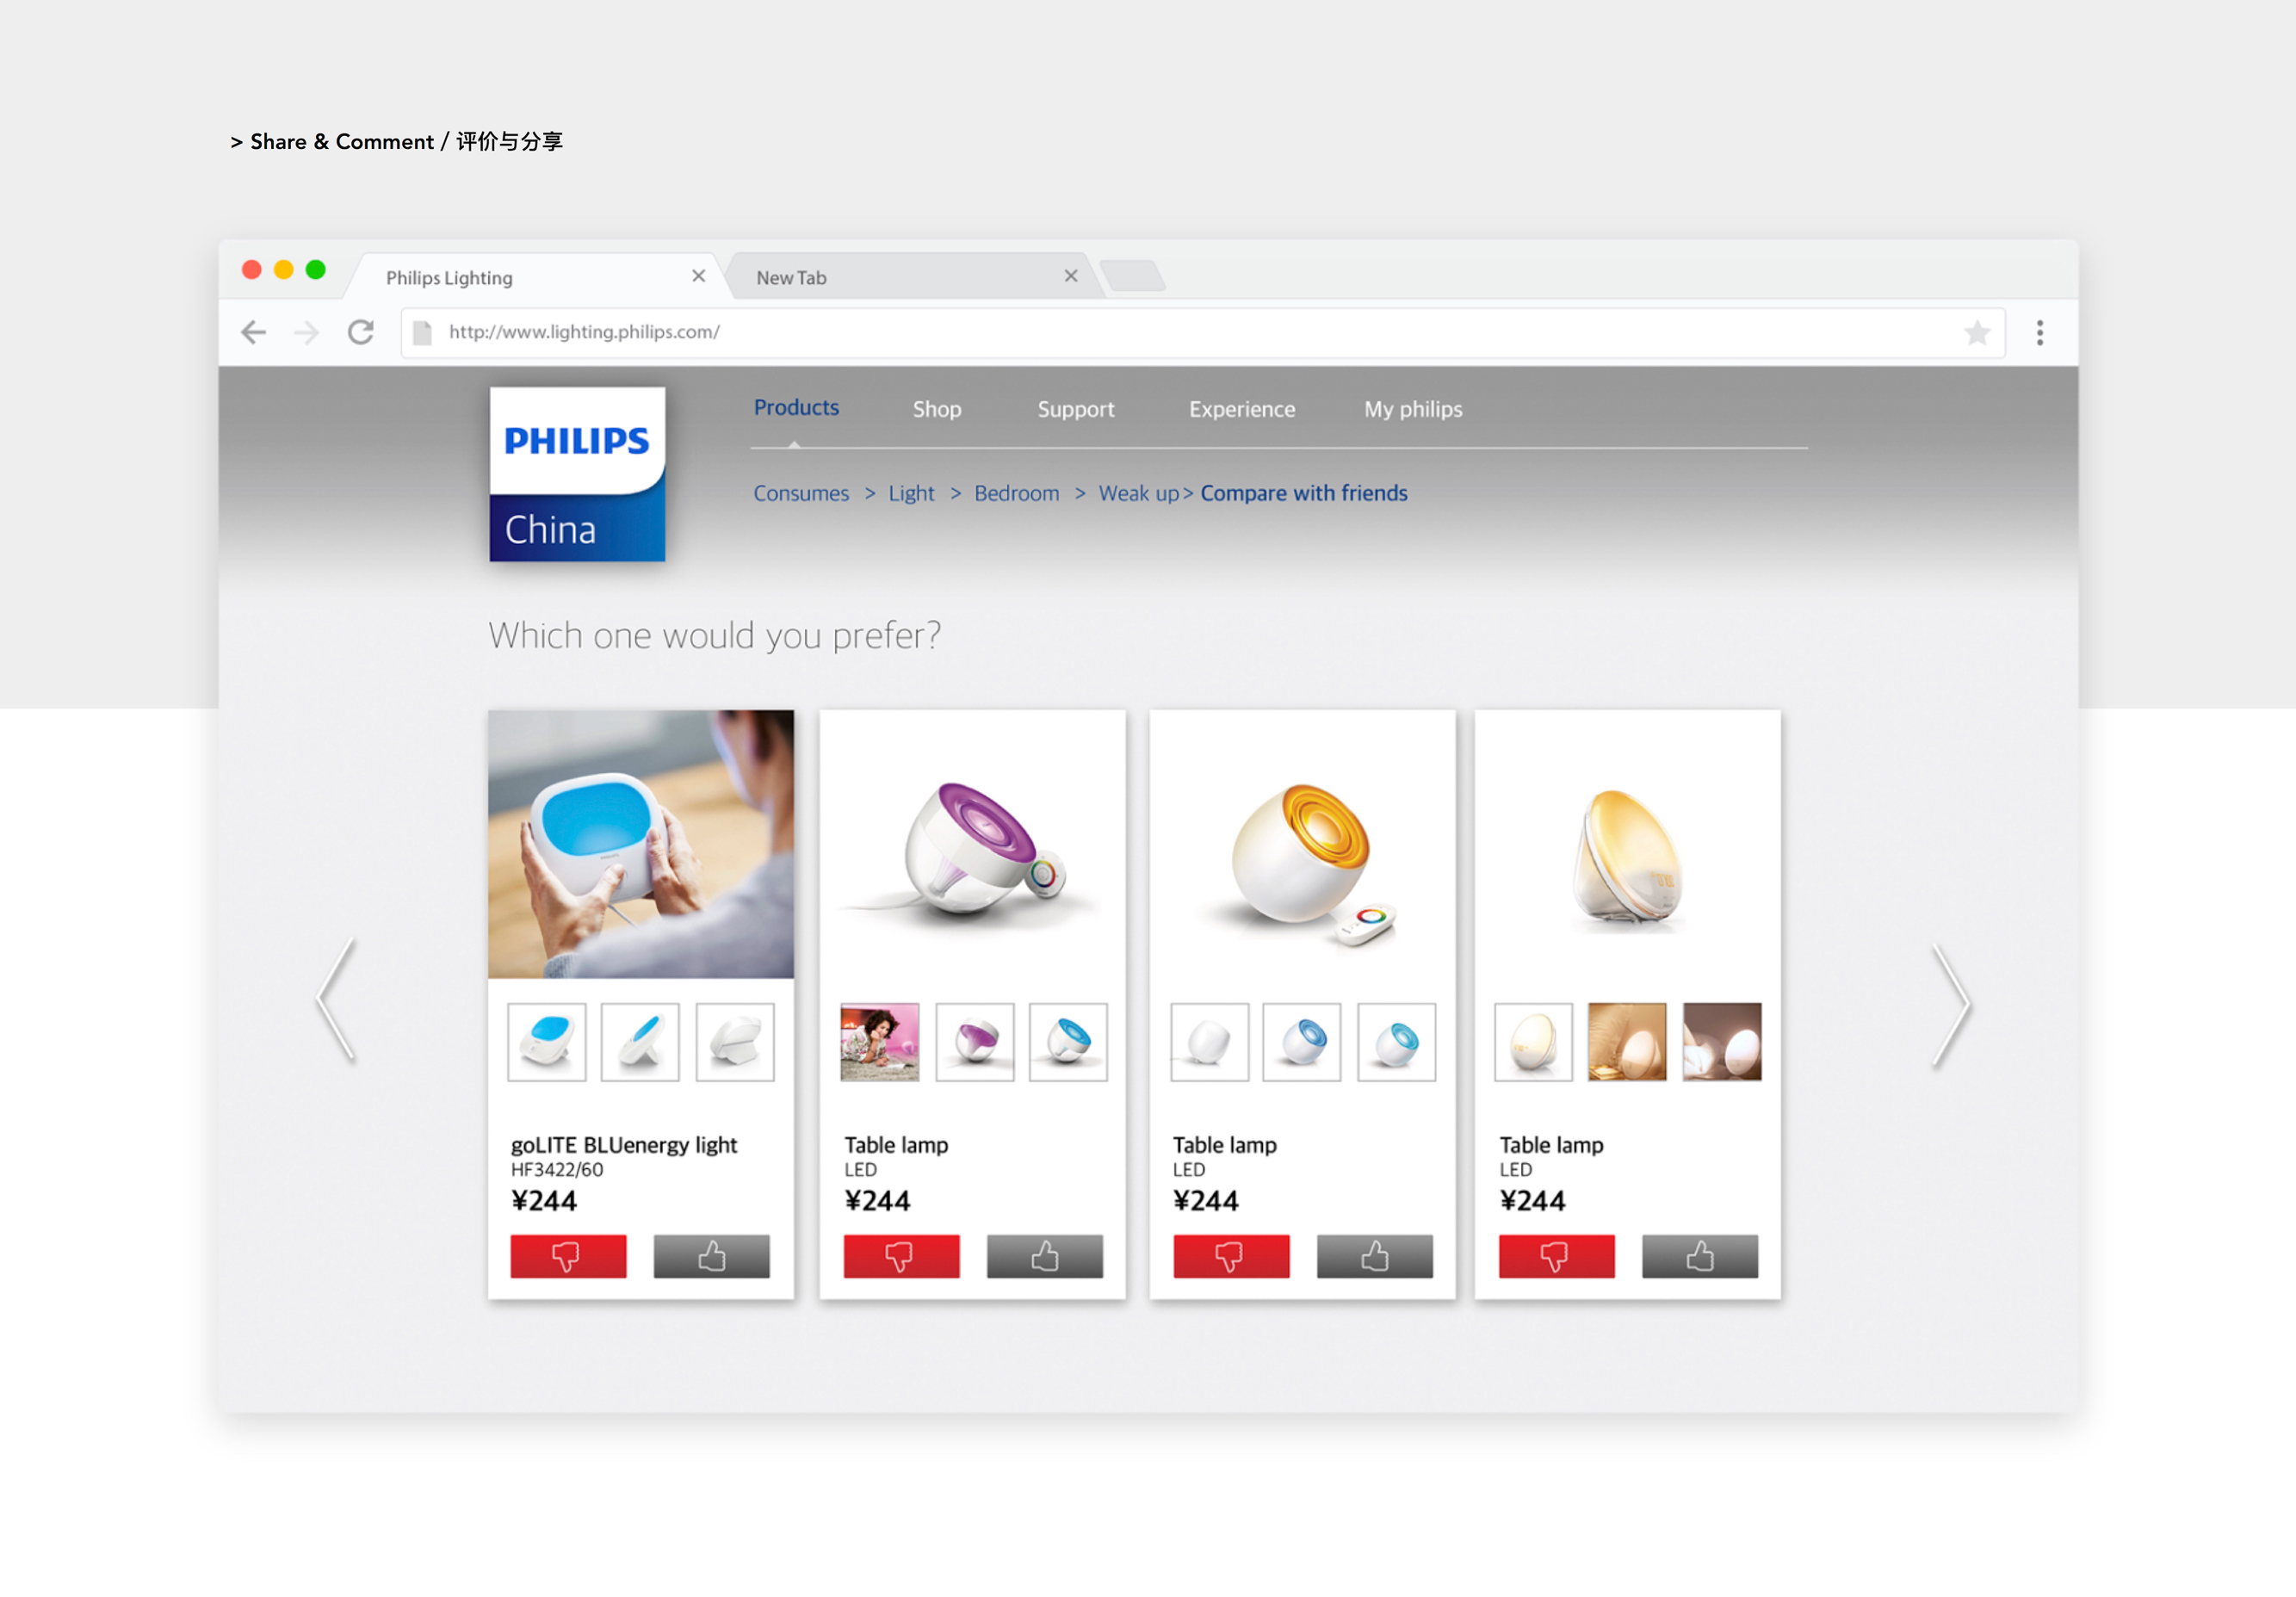 > Share & Comment / 评价与分享
Philips Lighting
New Tab
http://www.lighting.philips.com/
PHILIPS
China
Products Shop Support Experience My philips
Consumes > Light > Bedroom > Weak up> Compare with friends
Which one would you prefer?
goLITE BLUenergy light
HF3422/60
¥244
Table lamp
LED
¥244
Table lamp
LED
¥244
Table lamp
LED
¥244